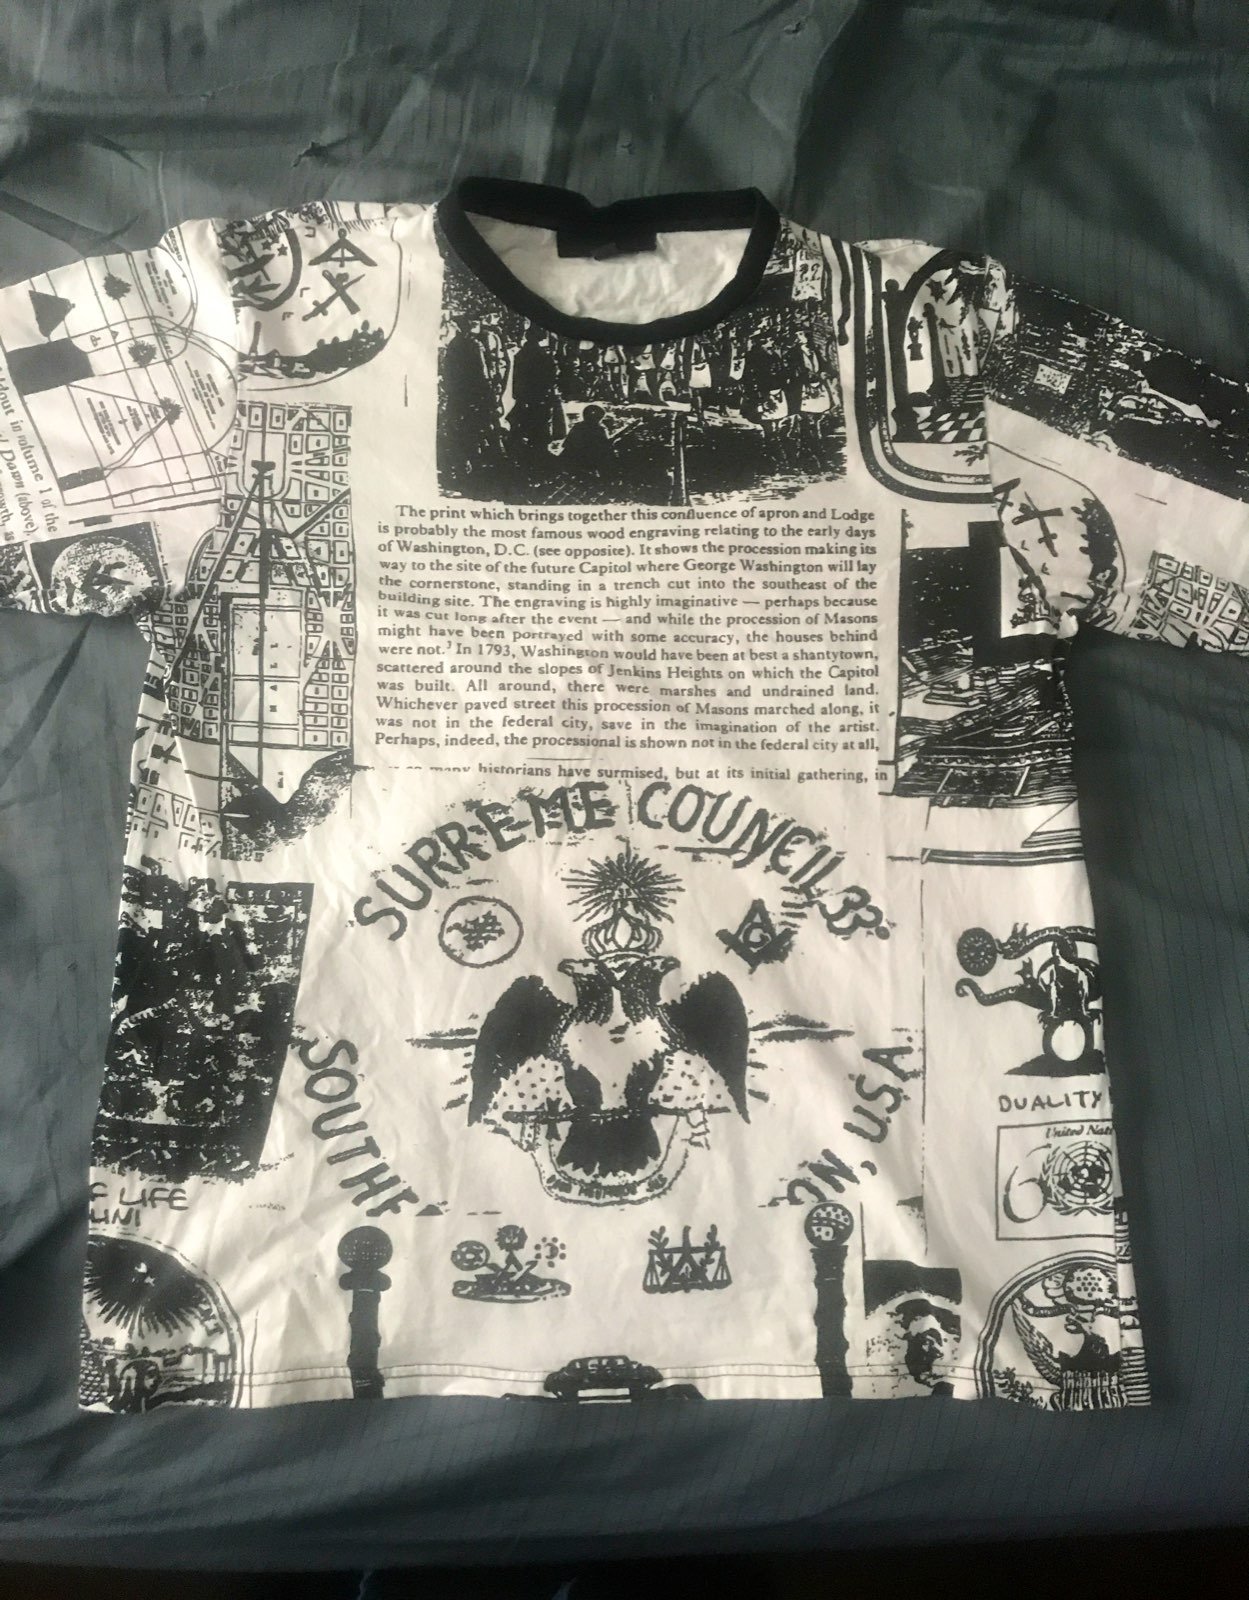 The print which brings together this confluence of apron and Lodge
is probably the most famous wood engraving relating to the early days
of Washington, D.C. (see opposite). It shows the procession making its
way to the site of the future Capitol where George Washington will lay
the cornerstone, standing in a trench cut into the southeast of the
building site. The engraving is highly imaginative — perhaps because
it was cut long after the event — and while the procession of Masons
might have been portrayed with some accuracy, the houses behind
were not.³ In 1793, Washington would have been at best a shantytown,
scattered around the slopes of Jenkins Heights on which the Capitol
was built. All around, there were marshes and undrained land.
Whichever paved street this procession of Masons marched along, it
was not in the federal city, save in the imagination of the artist.
Perhaps, indeed, the processional is shown not in the federal city at all,
many historians have surmised, but at its initial gathering, in
SUPREME COUNCIL 33°
G
SOUTHE
ON, U.S.A.
DUALITY
United Nati
LIFE
in volume 1 of the
Dawn (above),
MALL